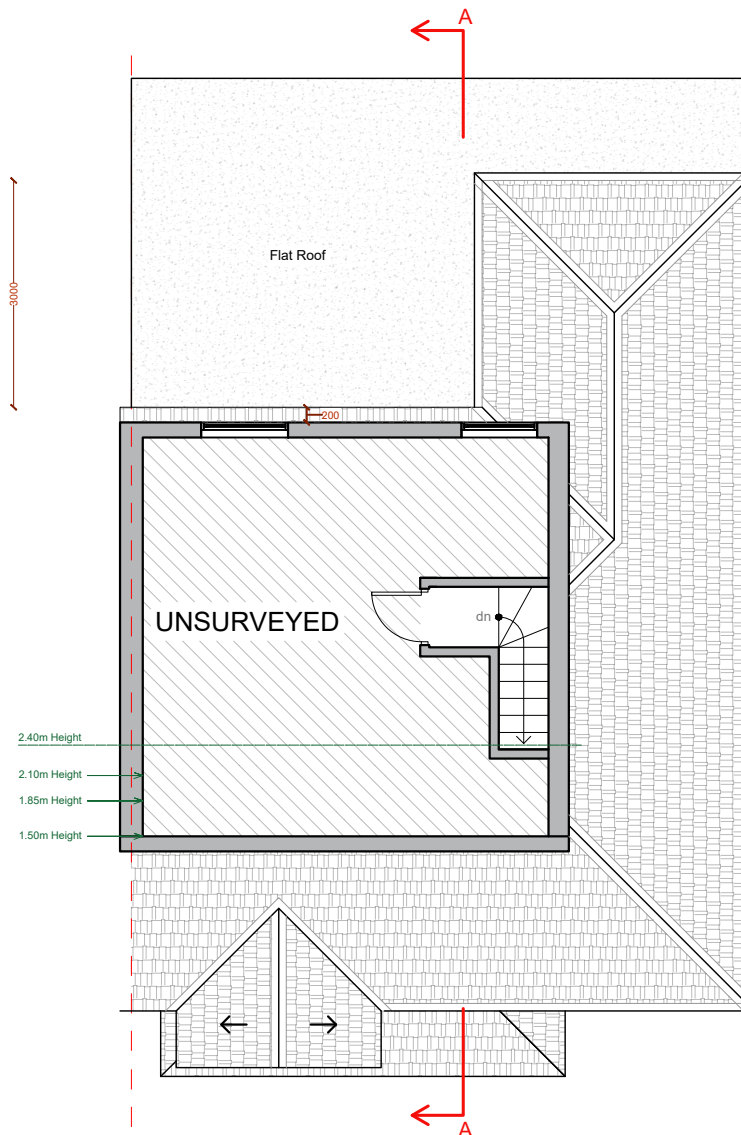 A
Flat Roof
3000
200
dn
UNSURVEYED
2.40m Height
2.10m Height
1.85m Height
1.50m Height
A